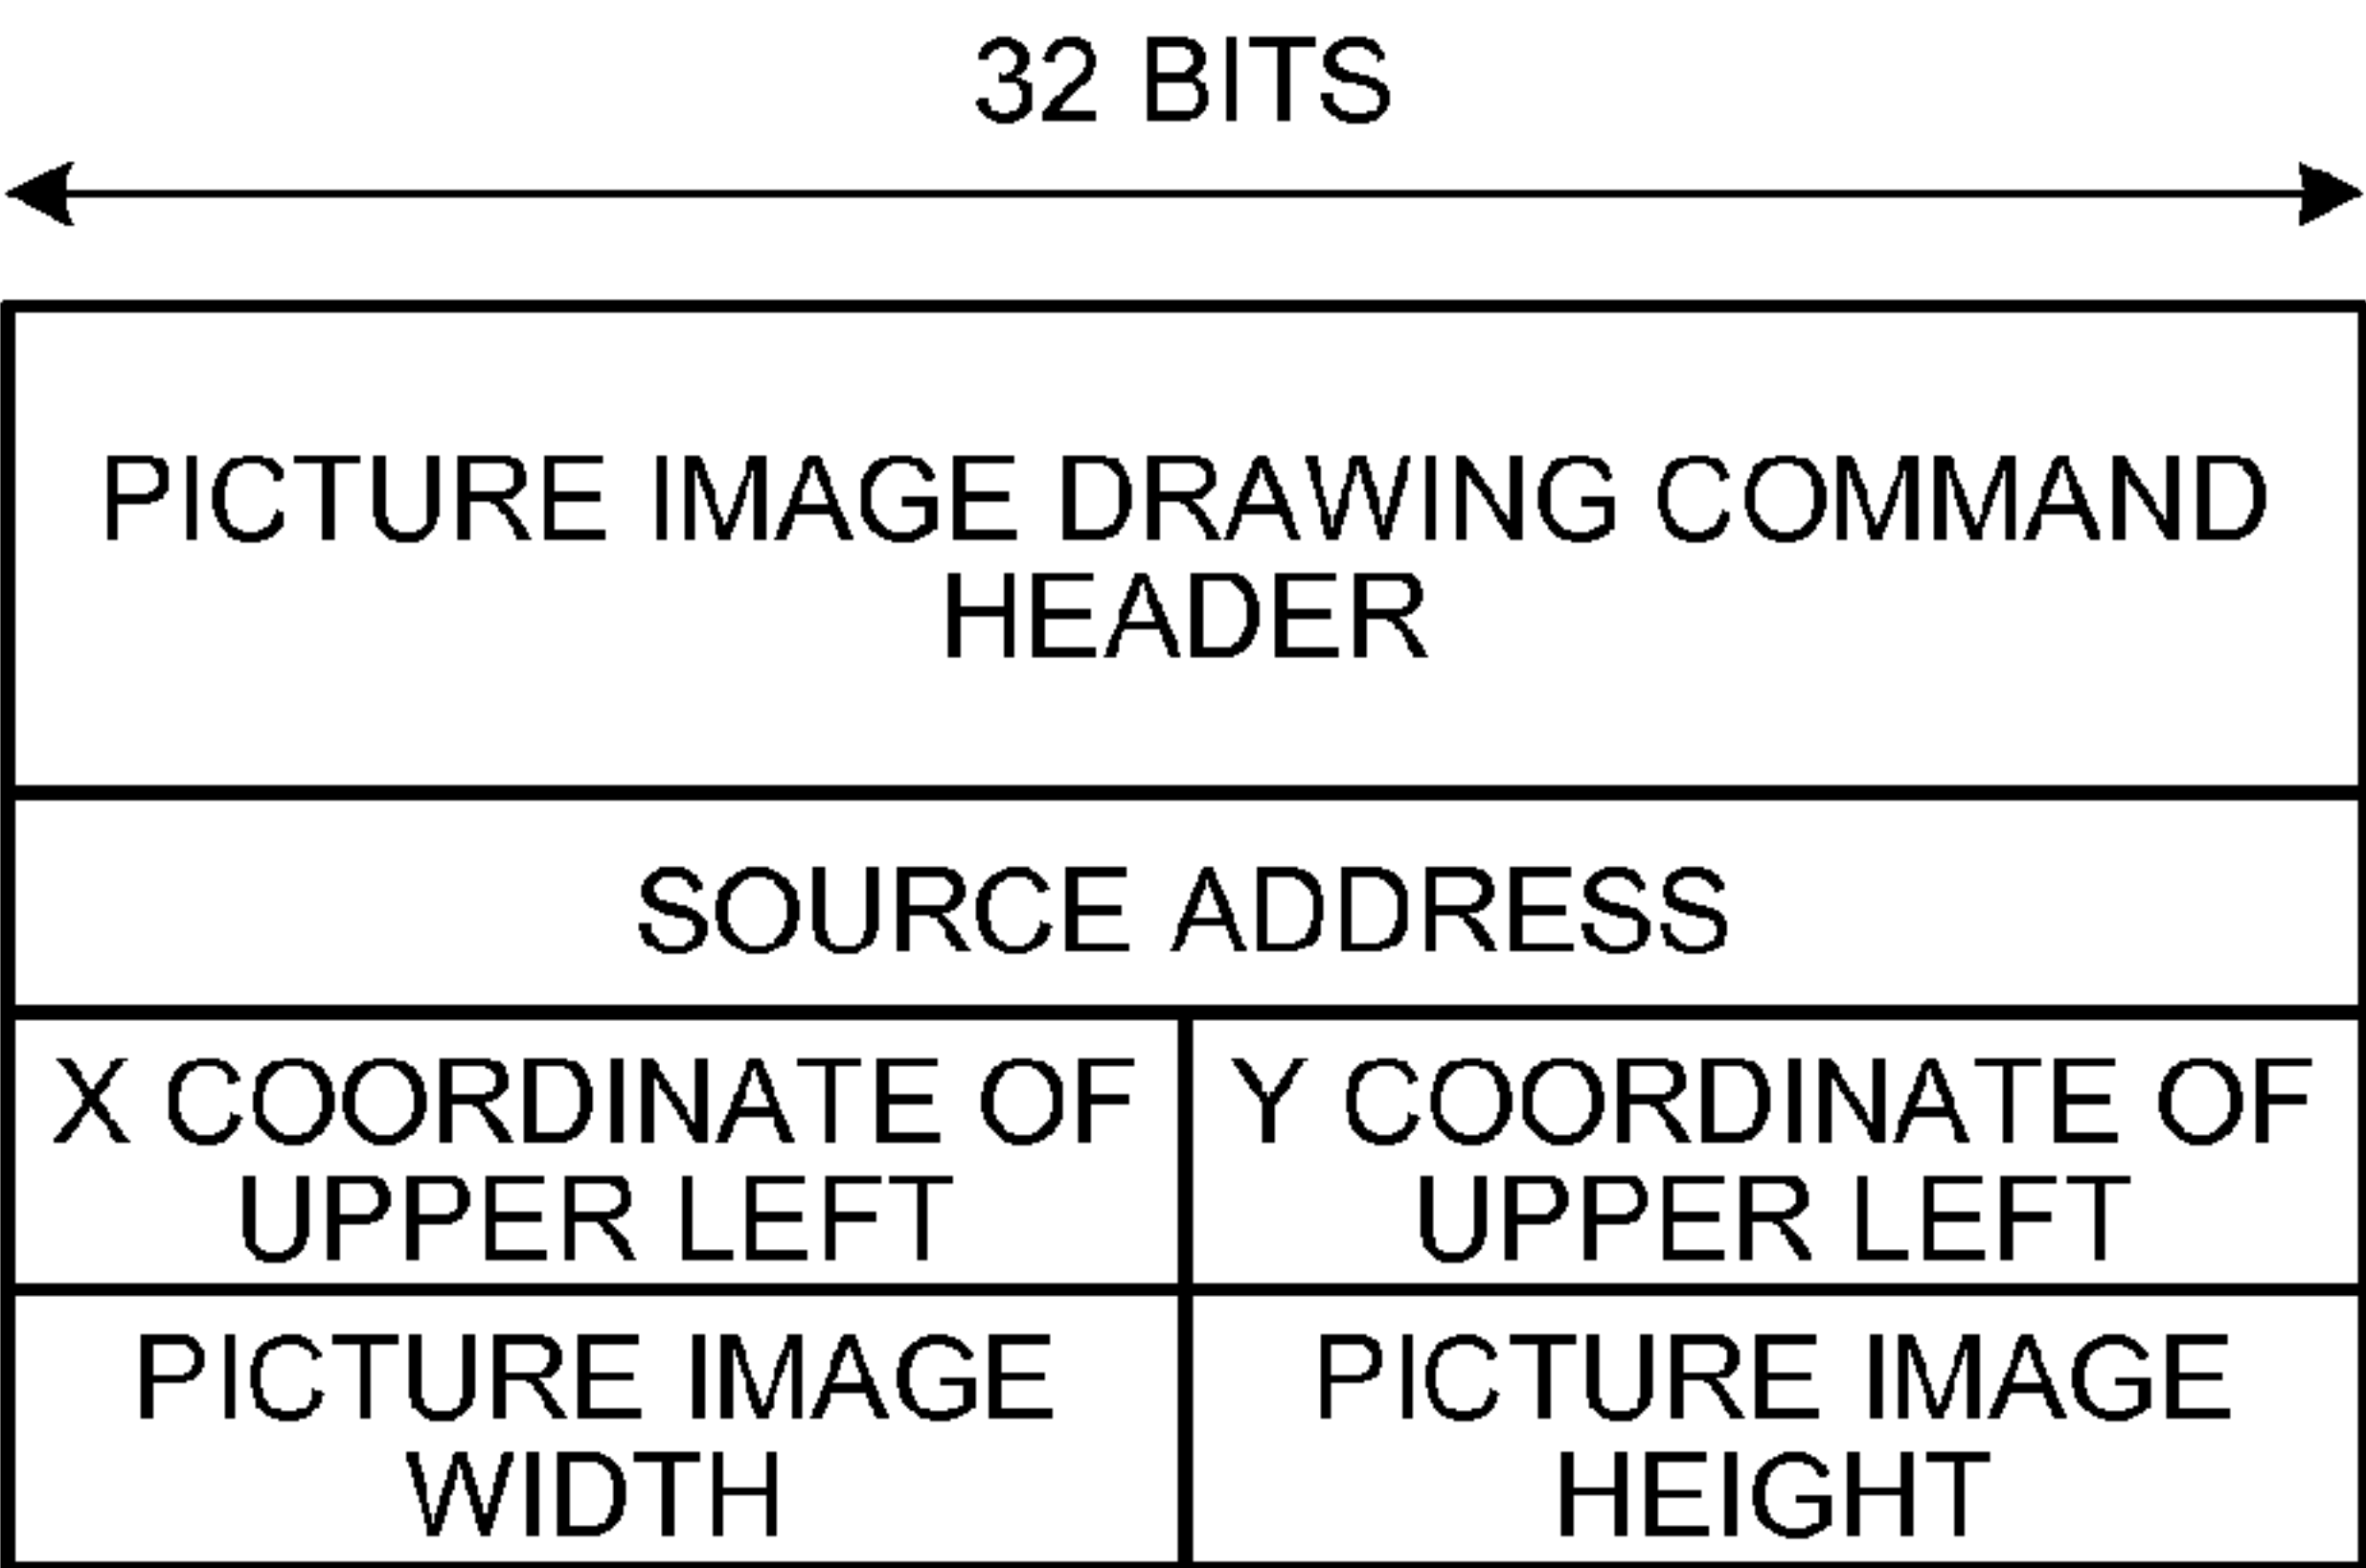 32 BITS
PICTURE IMAGE DRAWING COMMAND
HEADER
SOURCE ADDRESS
X COORDINATE OF
UPPER LEFT
Y COORDINATE OF
UPPER LEFT
PICTURE IMAGE
WIDTH
PICTURE IMAGE
HEIGHT